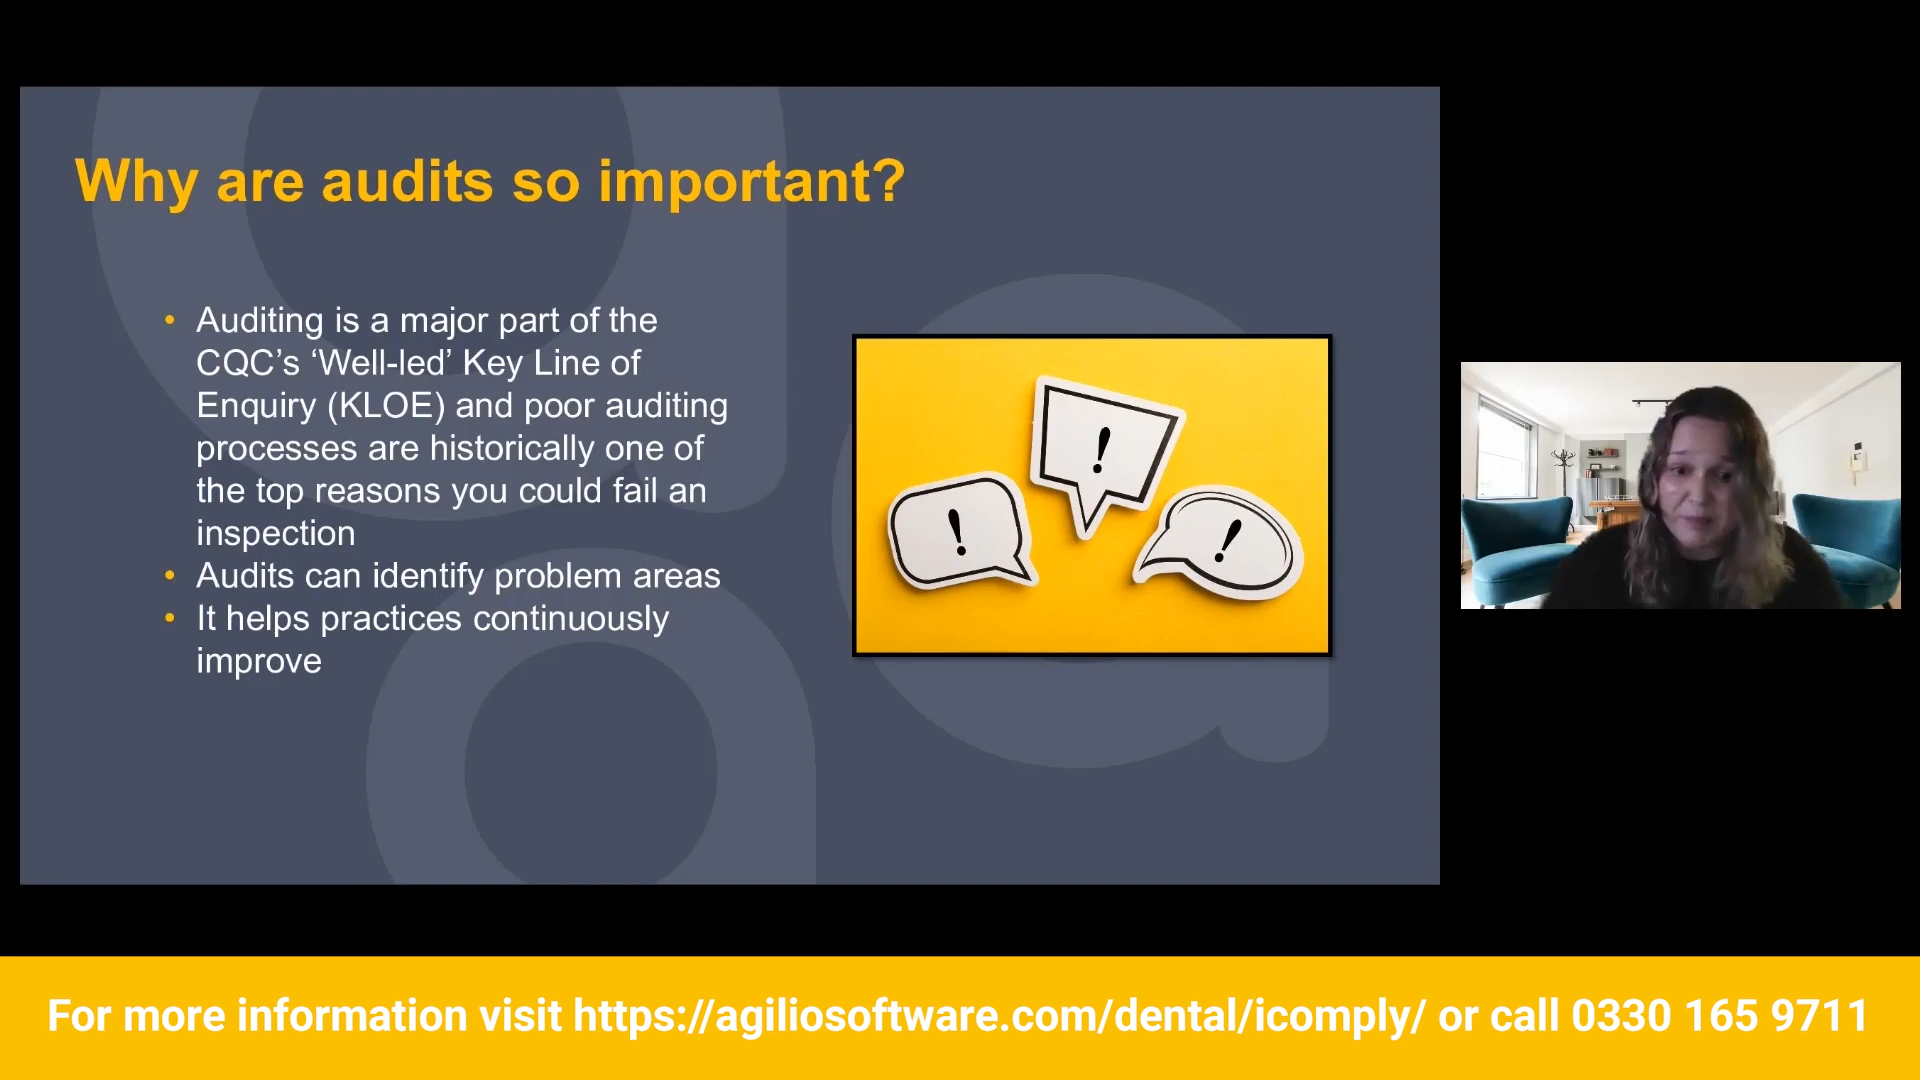 Why are audits so important?
• Auditing is a major part of the
CQC’s ‘Well-led’ Key Line of
Enquiry (KLOE) and poor auditing
processes are historically one of
the top reasons you could fail an
inspection
• Audits can identify problem areas
• It helps practices continuously
improve
! ! !
For more information visit https://agiliosoftware.com/dental/icomply/ or call 0330 165 9711